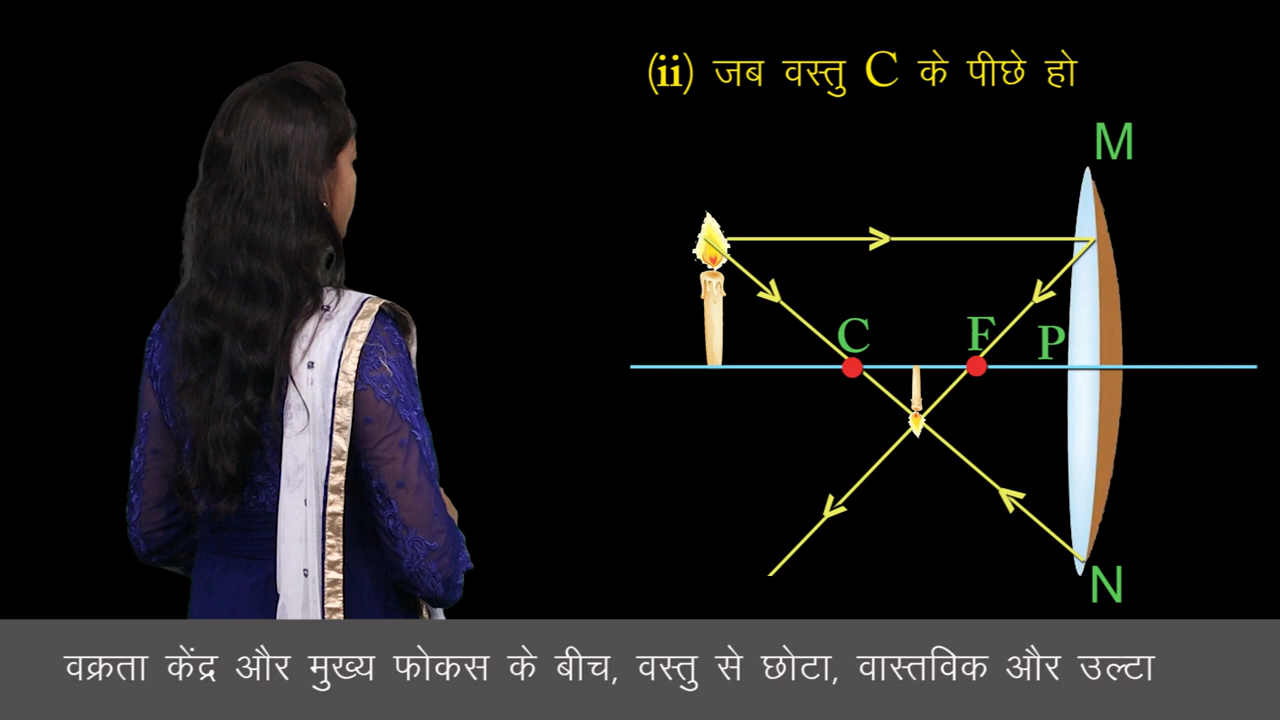 (ii) जब वस्तु C के पीछे हो
M
C
F
P
N
वक्रता केंद्र और मुख्य फोकस के बीच, वस्तु से छोटा, वास्तविक और उल्टा